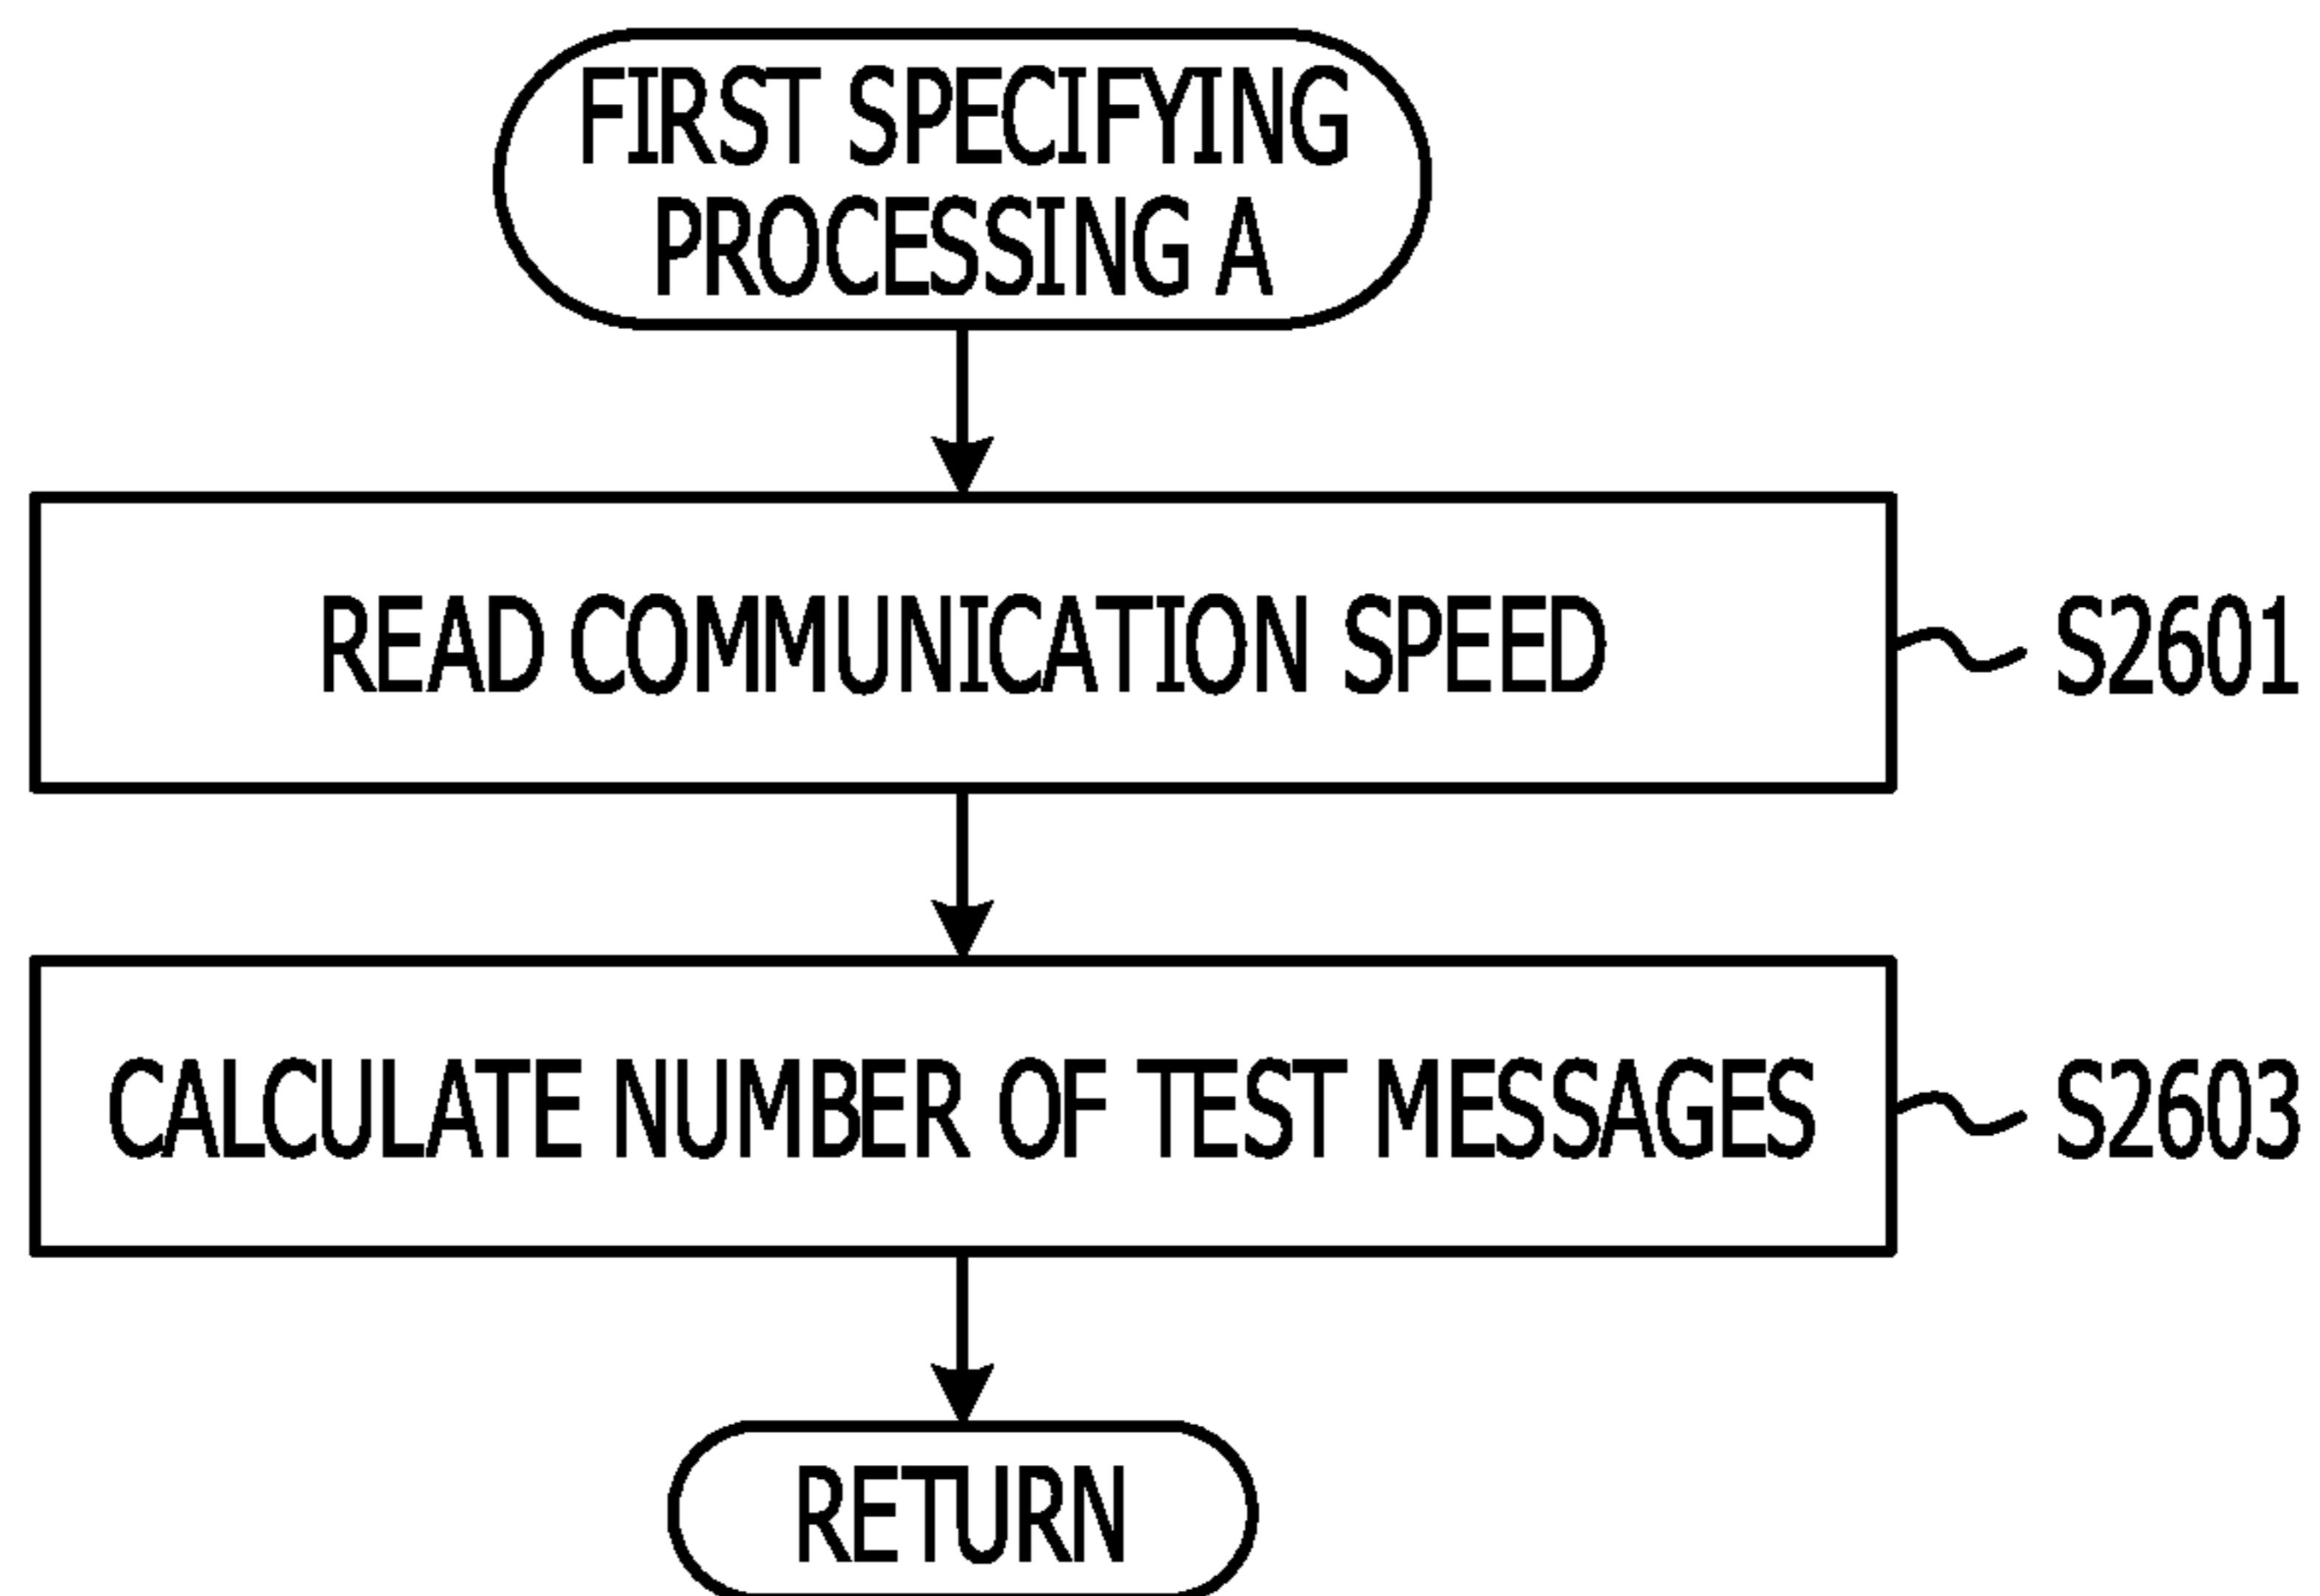 FIRST SPECIFYING
PROCESSING A
READ COMMUNICATION SPEED
S2601
CALCULATE NUMBER OF TEST MESSAGES
S2603
RETURN